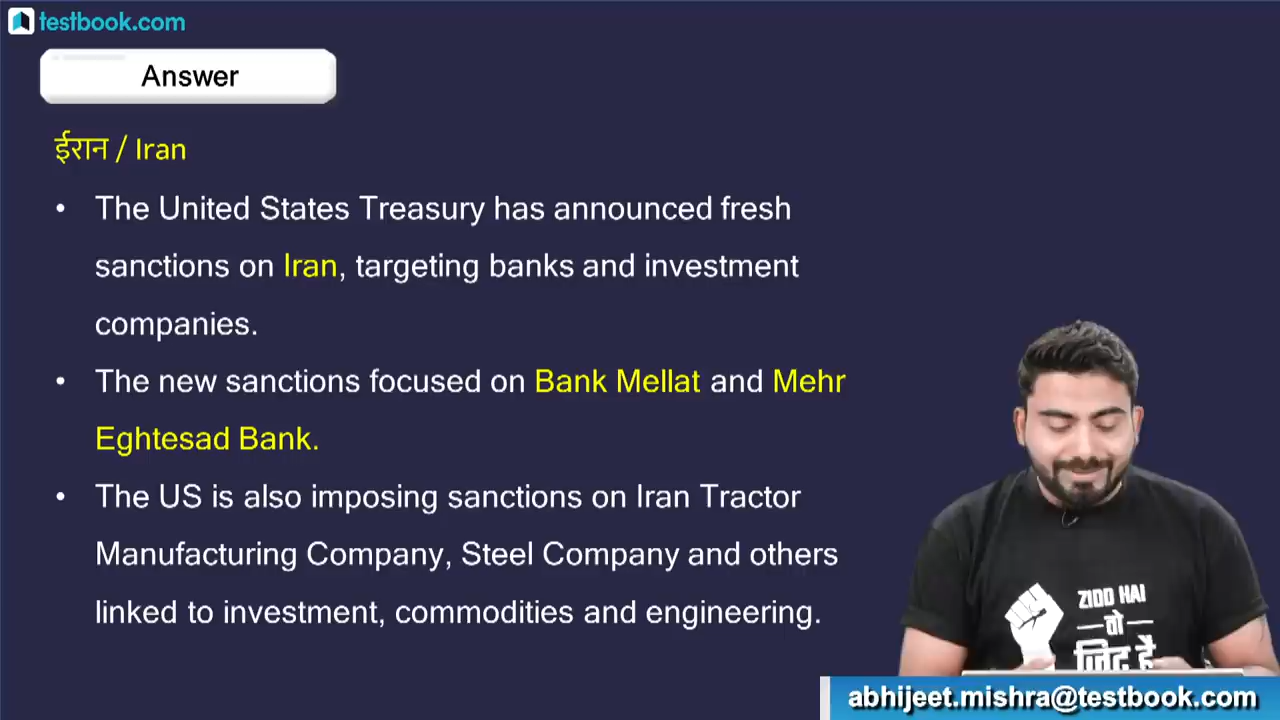 testbook.com
Answer
ईरान / Iran
• The United States Treasury has announced fresh
sanctions on Iran, targeting banks and investment
companies.
• The new sanctions focused on Bank Mellat and Mehr
Eghtesad Bank.
• The US is also imposing sanctions on Iran Tractor
Manufacturing Company, Steel Company and others
linked to investment, commodities and engineering.
ZIDD HAI
—तो—
ज़िद है
abhijeet.mishra@testbook.com